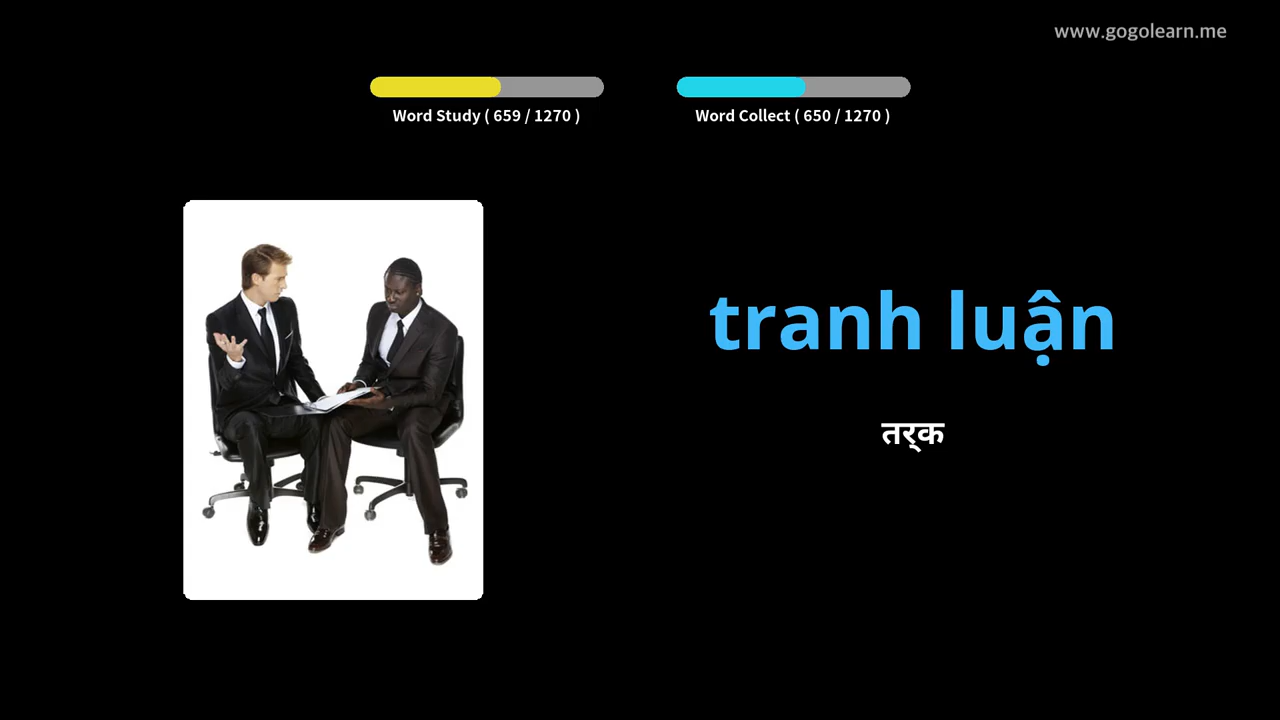 www.gogolearn.me
Word Study ( 659 / 1270 )
Word Collect ( 650 / 1270 )
tranh luận
तर्‌क